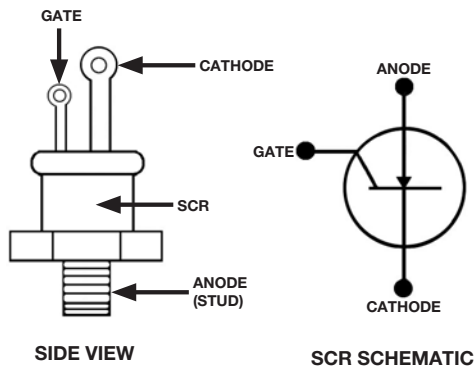 GATE
CATHODE
SCR
ANODE
(STUD)
SIDE VIEW
ANODE
GATE
CATHODE
SCR SCHEMATIC